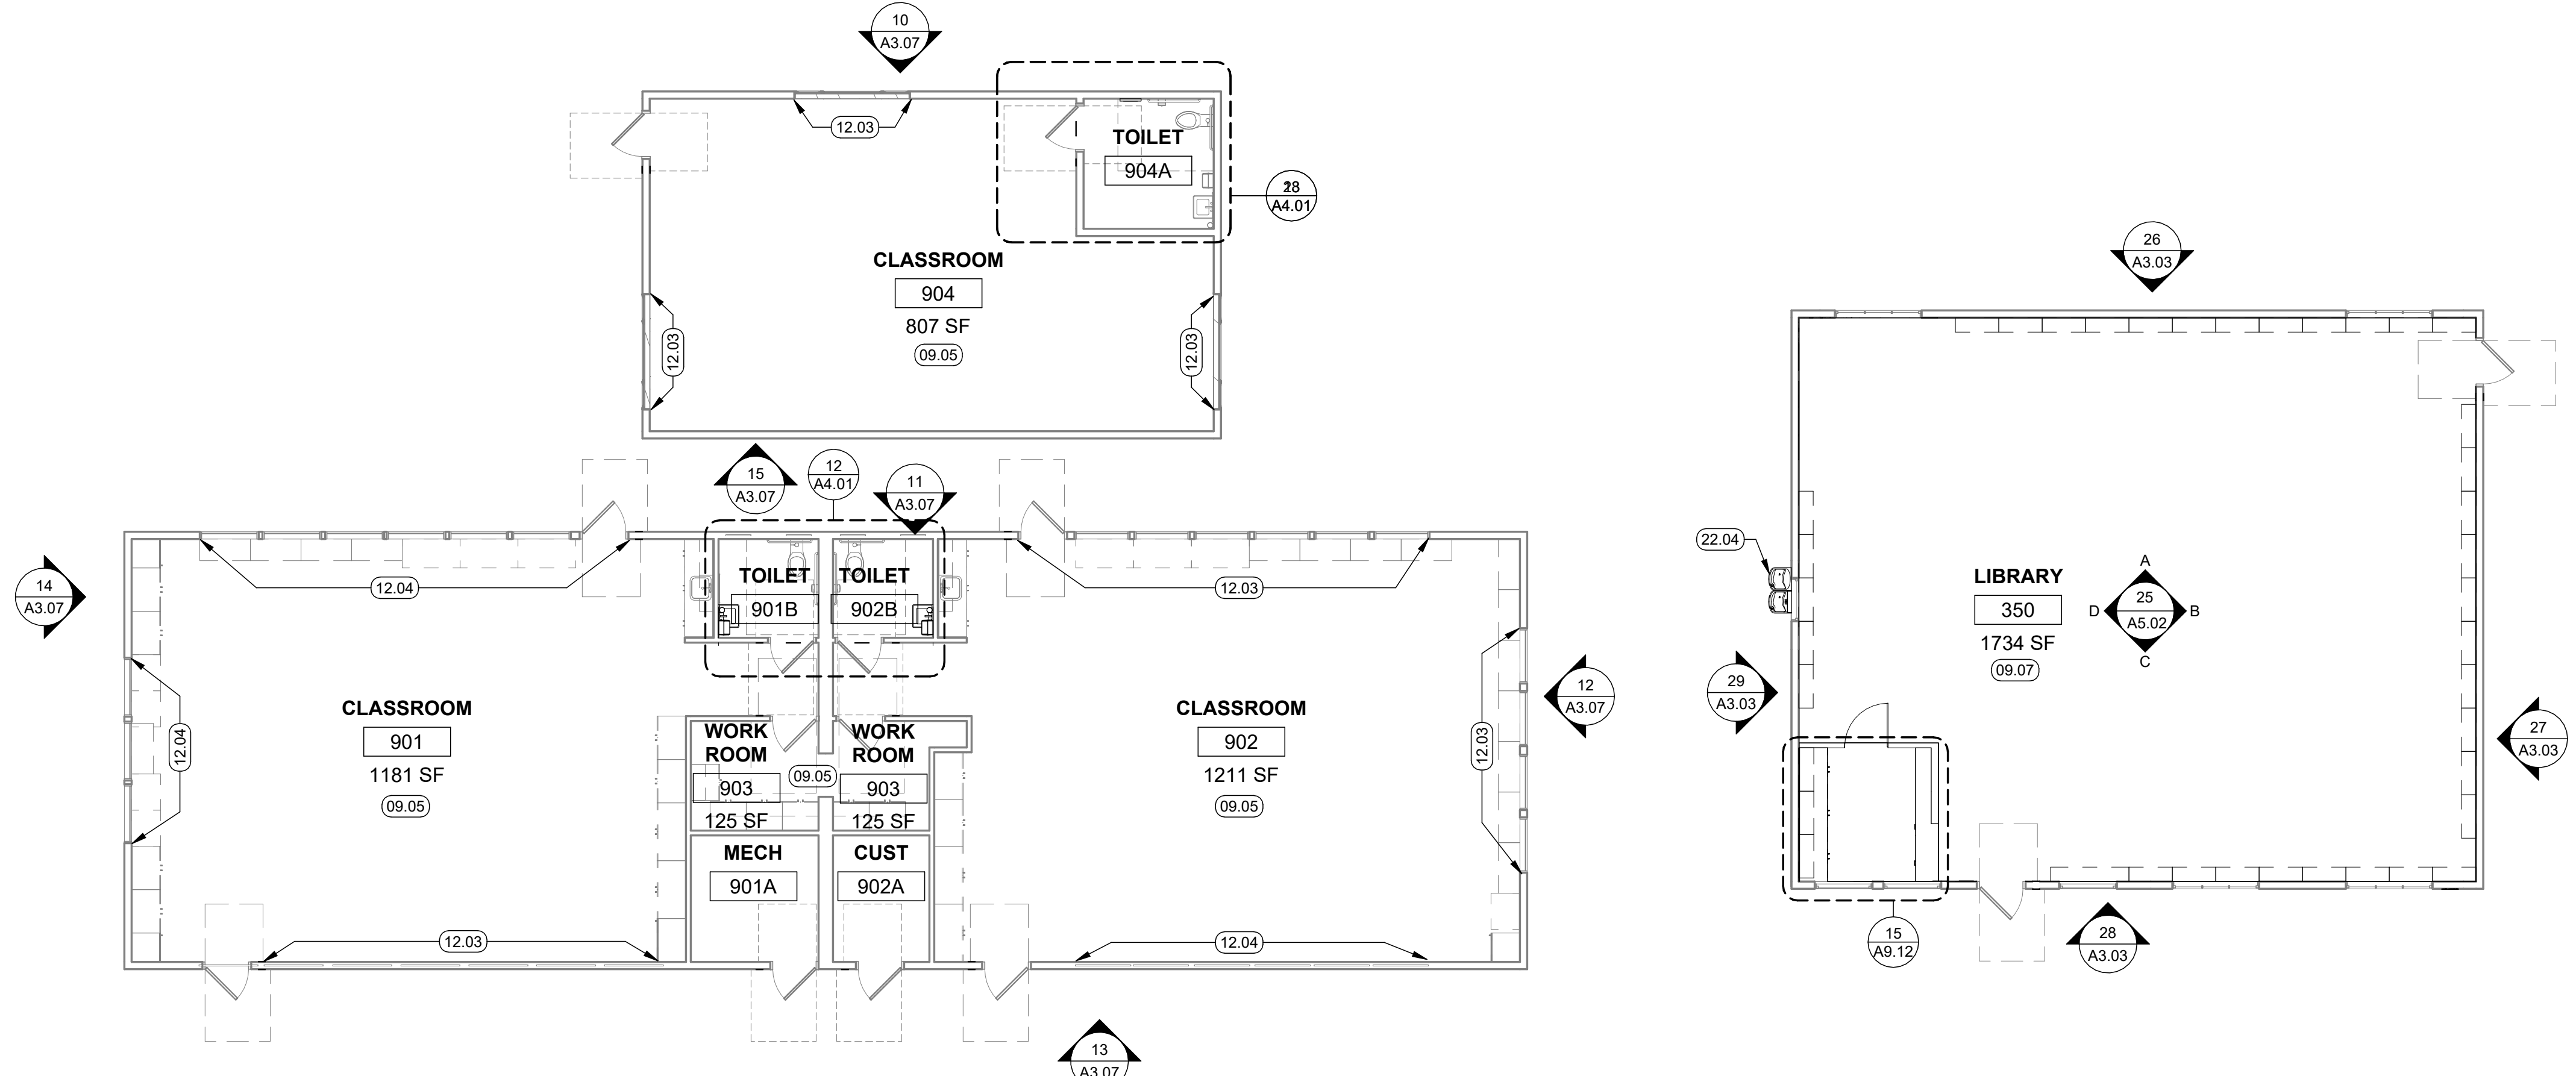 10
A3.07
12.03
TOILET
904A
A4.01
CLASSROOM
904
807 SF
09.05
12.03
12.03
26
A3.03
15
A3.07
12
A4.01
11
A3.07
14
A3.07
12.04
TOILET
901B
TOILET
902B
12.03
22.04
LIBRARY
350
1734 SF
09.07
A
25
A5.02
D
B
C
CLASSROOM
901
1181 SF
09.05
12.04
WORK
ROOM
903
125 SF
09.05
WORK
ROOM
903
125 SF
CLASSROOM
902
1211 SF
09.05
12.03
12
A3.07
29
A3.03
27
A3.03
MECH
901A
CUST
902A
12.03
12.04
15
A9.12
28
A3.03
13
A3.07